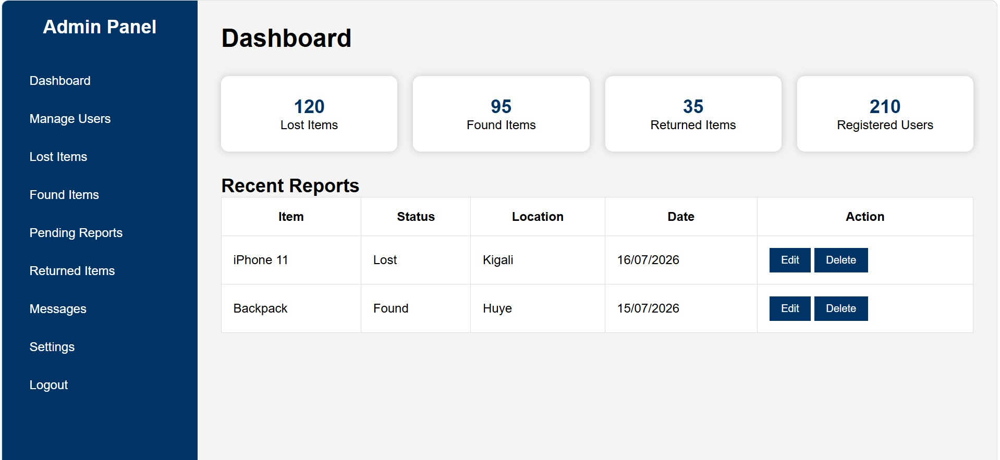 Admin Panel
Dashboard
Manage Users
Lost Items
Found Items
Pending Reports
Returned Items
Messages
Settings
Logout
Dashboard
120
Lost Items
95
Found Items
35
Returned Items
210
Registered Users
Recent Reports
Item Status Location Date Action
iPhone 11 Lost Kigali 16/07/2026 Edit Delete
Backpack Found Huye 15/07/2026 Edit Delete